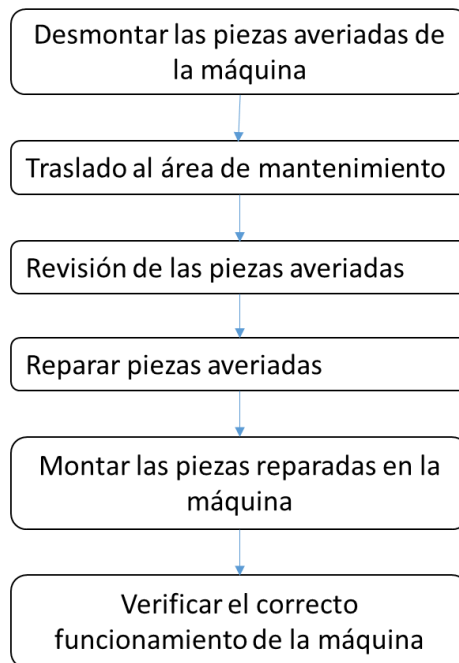 Desmontar las piezas averiadas de
la máquina
Traslado al área de mantenimiento
Revisión de las piezas averiadas
Reparar piezas averiadas
Montar las piezas reparadas en la
máquina
Verificar el correcto
funcionamiento de la máquina